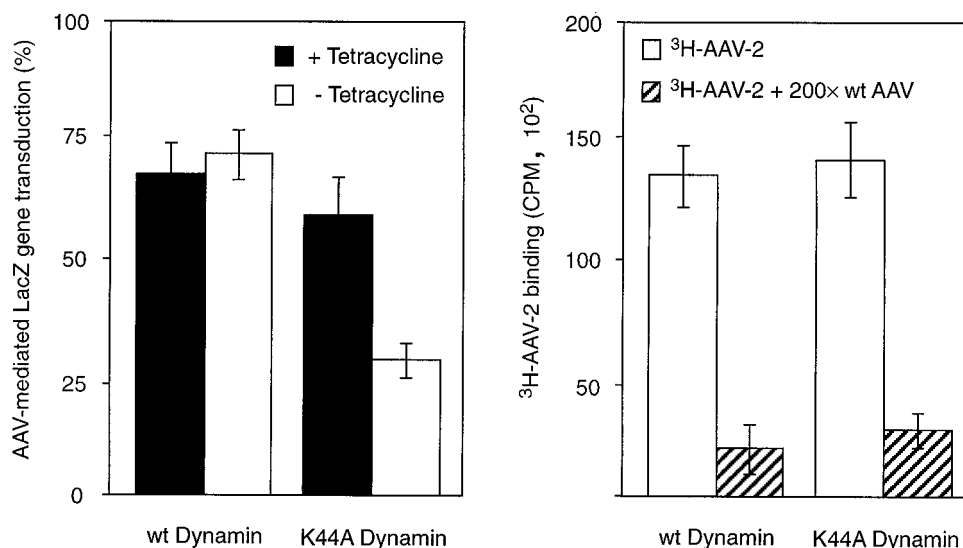 AAV-mediated LacZ gene transduction (%)
100
75
50
25
0
+ Tetracycline
- Tetracycline
wt Dynamin
K44A Dynamin
³H-AAV-2 binding (CPM, 10²)
200
150
100
50
³H-AAV-2
³H-AAV-2 + 200× wt AAV
wt Dynamin
K44A Dynamin